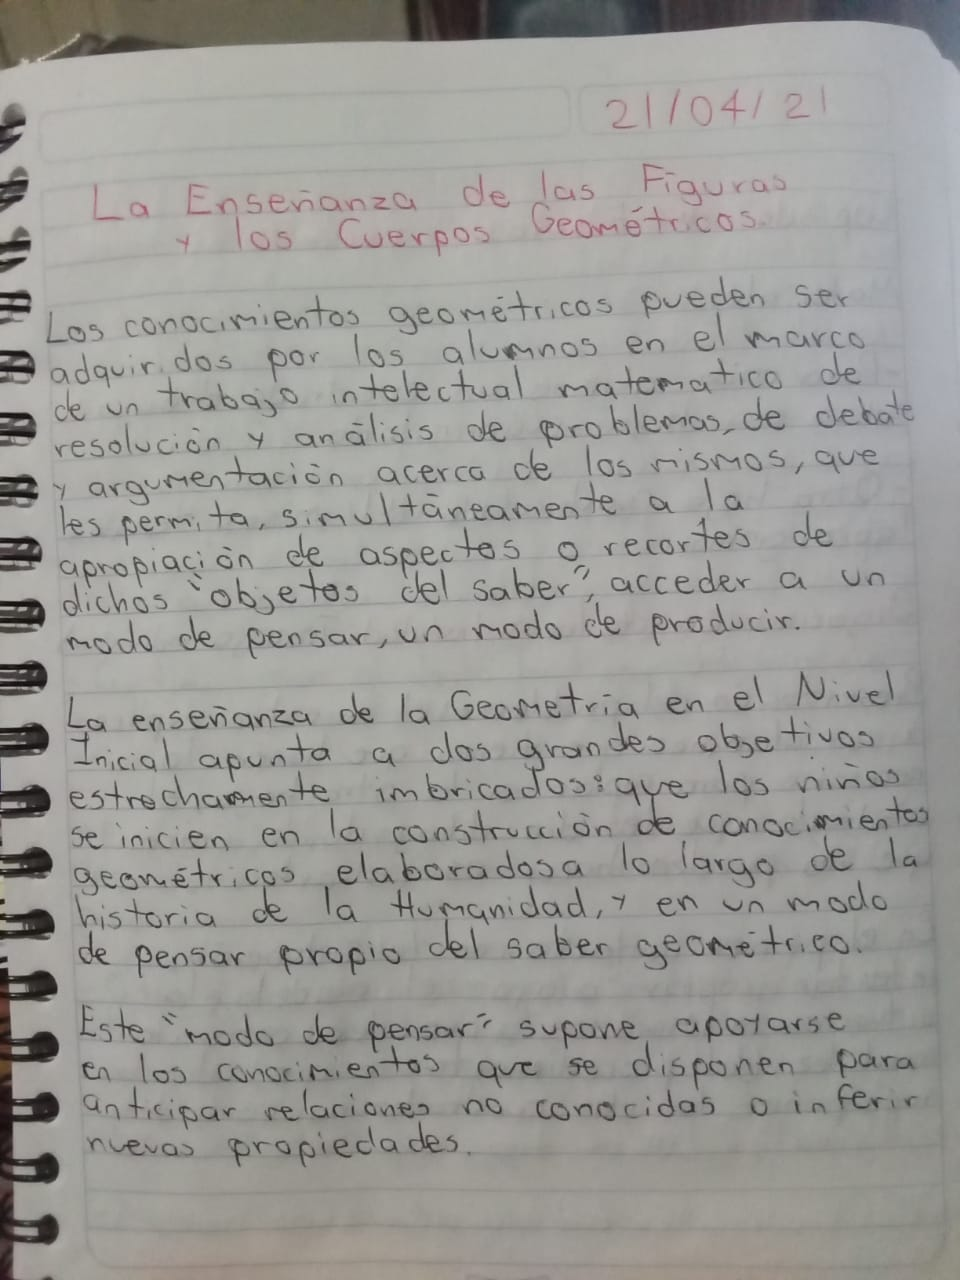 21/04/21
La Enseñanza de las Figuras
y los Cuerpos Geométricos.
Los conocimientos geométricos pueden ser
adquiridos por los alumnos en el marco
de un trabajo intelectual matematico de
resolución y análisis de problemas, de debate
y argumentación acerca de los mismos, que
les permita, simultáneamente a la
apropiación de aspectos o recortes de
dichos "objetos del saber", acceder a un
modo de pensar, un modo de producir.
La enseñanza de la Geometría en el Nivel
Inicial apunta a dos grandes objetivos
estrechamente imbricados: que los niños
se inicien en la construcción de conocimientos
geométricos elaborados a lo largo de la
historia de la Humanidad, y en un modo
de pensar propio del saber geométrico.
Este "modo de pensar" supone apoyarse
en los conocimientos que se disponen para
anticipar relaciones no conocidas o inferir
nuevas propiedades.